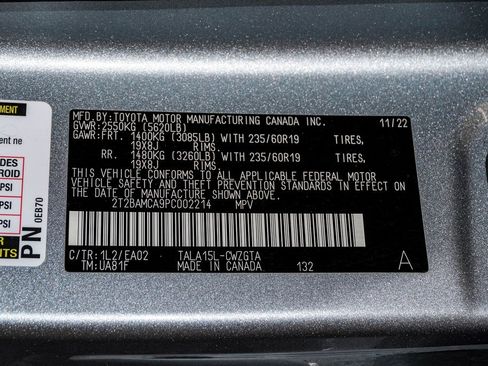 MFD.BY:TOYOTA MOTOR MANUFACTURING CANADA INC. 11/22
GVWR:2550KG (5620LB)
GAWR:FRT. 1400KG (3085LB) WITH 235/60R19 TIRES,
19X8J RIMS.
RR. 1480KG (3260LB) WITH 235/60R19 TIRES,
19X8J RIMS.
THIS VEHICLE CONFORMS TO ALL APPLICABLE FEDERAL MOTOR
VEHICLE SAFETY AND THEFT PREVENTION STANDARDS IN EFFECT ON
THE DATE OF MANUFACTURE SHOWN ABOVE.
2T2BAMCA9PC002214 MPV
C/TR:1L2/EA02 TALA15L-CWZGTA
TM:UA81F MADE IN CANADA 132 A
PSI
PSI
PSI
PN 0EB70